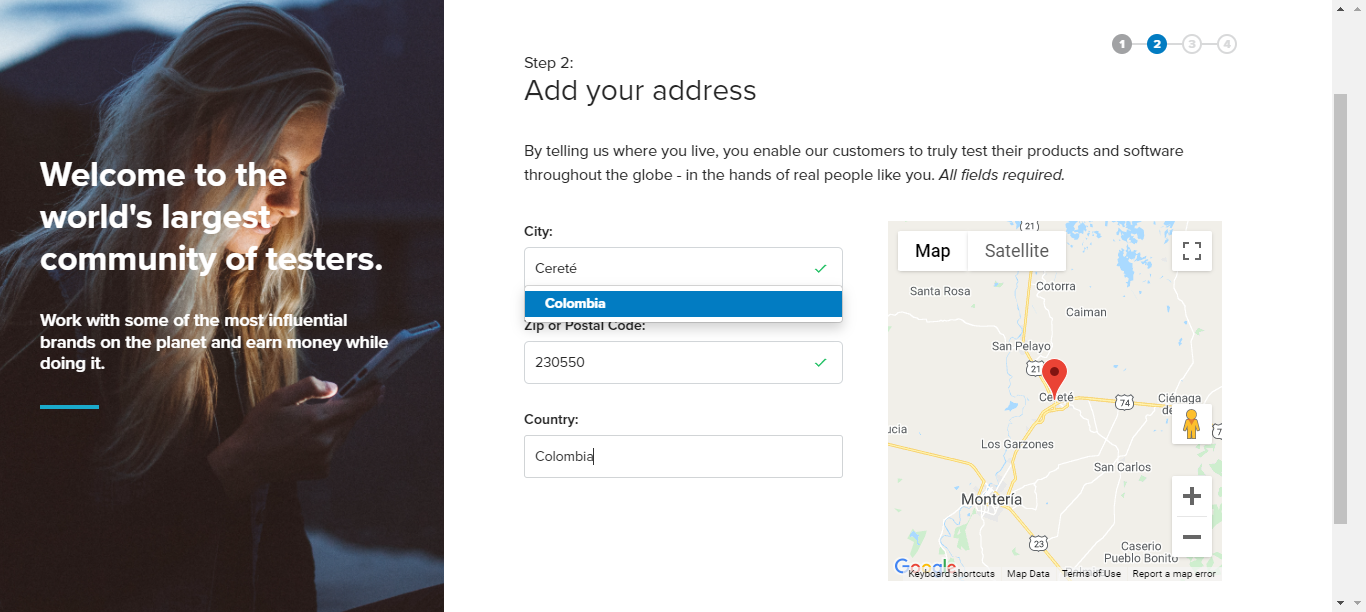 Welcome to the
world's largest
community of testers.
Work with some of the most influential
brands on the planet and earn money while
doing it.
1 2 3 4
Step 2:
Add your address
By telling us where you live, you enable our customers to truly test their products and software
throughout the globe - in the hands of real people like you. All fields required.
City:
Cereté
Colombia
Zip or Postal Code:
230550
Country:
Colombia
Map
Satellite
21
Cotorra
Santa Rosa
Caiman
San Pelayo
21
Cereté
74
Ciénaga
de
Los Garzones
San Carlos
Montería
23
Caserio
Pueblo Bonito
Google
Keyboard shortcuts
Map Data
Terms of Use
Report a map error